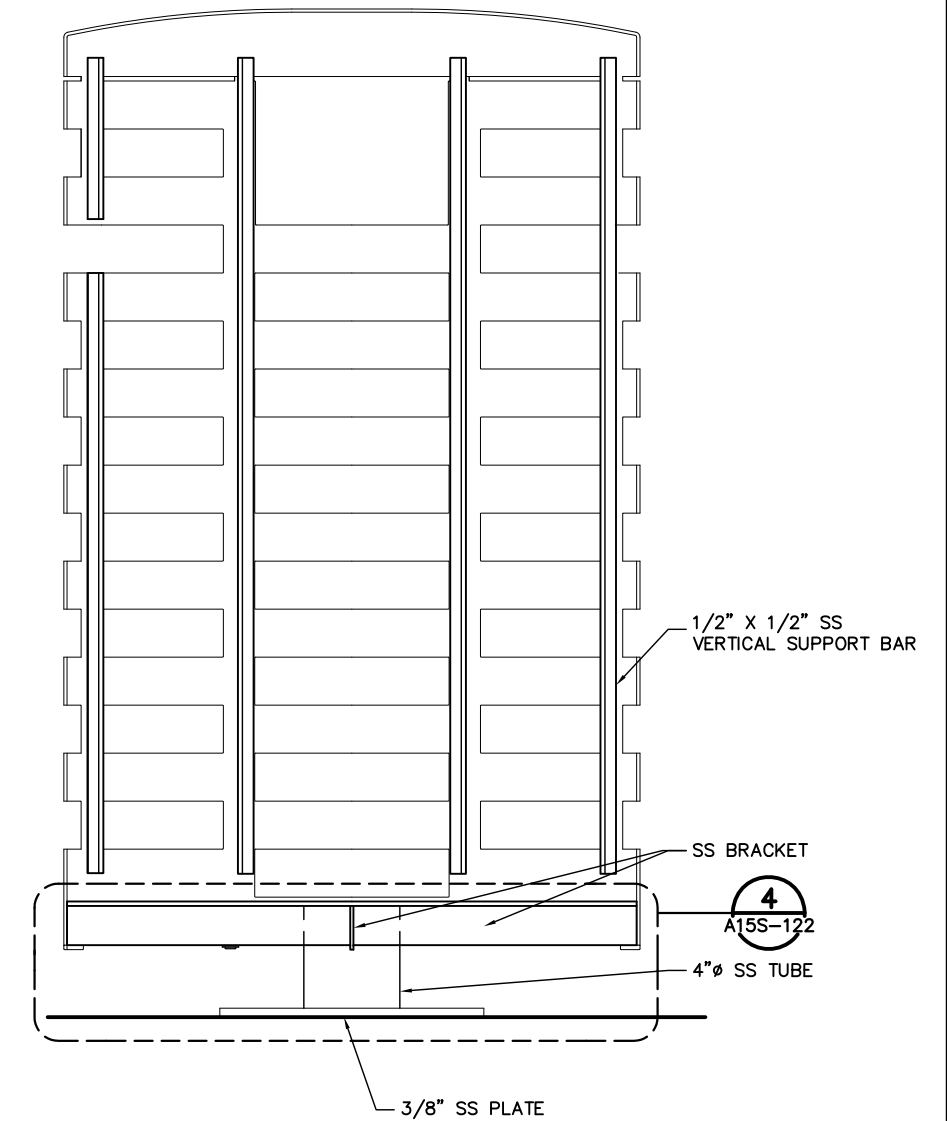 1/2" X 1/2" SS
VERTICAL SUPPORT BAR
SS BRACKET
4
A15S-122
4"ø SS TUBE
3/8" SS PLATE